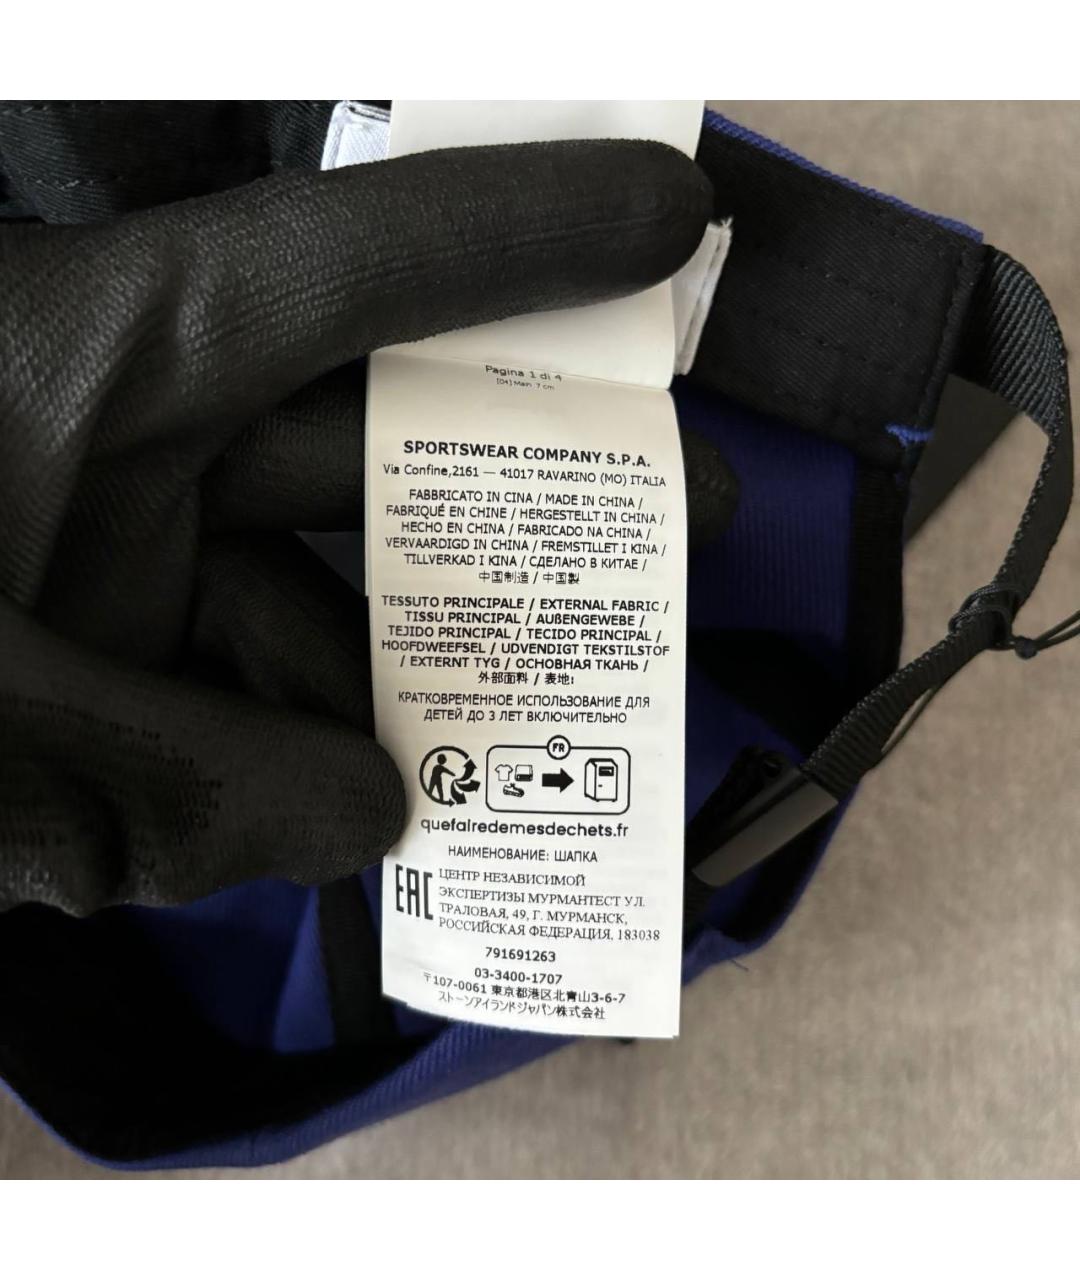 Pagina 1 di 4
[04] Main 7 cm
SPORTSWEAR COMPANY S.P.A.
Via Confine,2161 — 41017 RAVARINO (MO) ITALIA
FABBRICATO IN CINA / MADE IN CHINA /
FABRIQUÉ EN CHINE / HERGESTELLT IN CHINA /
HECHO EN CHINA / FABRICADO NA CHINA /
VERVAARDIGD IN CHINA / FREMSTILLET I KINA /
TILLVERKAD I KINA / СДЕЛАНО В КИТАЕ /
中国制造 / 中国製
TESSUTO PRINCIPALE / EXTERNAL FABRIC /
TISSU PRINCIPAL / AUßENGEWEBE /
TEJIDO PRINCIPAL / TECIDO PRINCIPAL /
HOOFDWEEFSEL / UDVENDIGT TEKSTILSTOF
/ EXTERNT TYG / ОСНОВНАЯ ТКАНЬ /
外部面料 / 表地:
КРАТКОВРЕМЕННОЕ ИСПОЛЬЗОВАНИЕ ДЛЯ
ДЕТЕЙ ДО 3 ЛЕТ ВКЛЮЧИТЕЛЬНО
FR
quefairedemesdechets.fr
НАИМЕНОВАНИЕ: ШАПКА
EAC ЦЕНТР НЕЗАВИСИМОЙ
ЭКСПЕРТИЗЫ МУРМАНТЕСТ УЛ.
ТРАЛОВАЯ, 49, Г. МУРМАНСК,
РОССИЙСКАЯ ФЕДЕРАЦИЯ, 183038
791691263
03-3400-1707
〒107-0061 東京都港区北青山3-6-7
ストーンアイランドジャパン株式会社